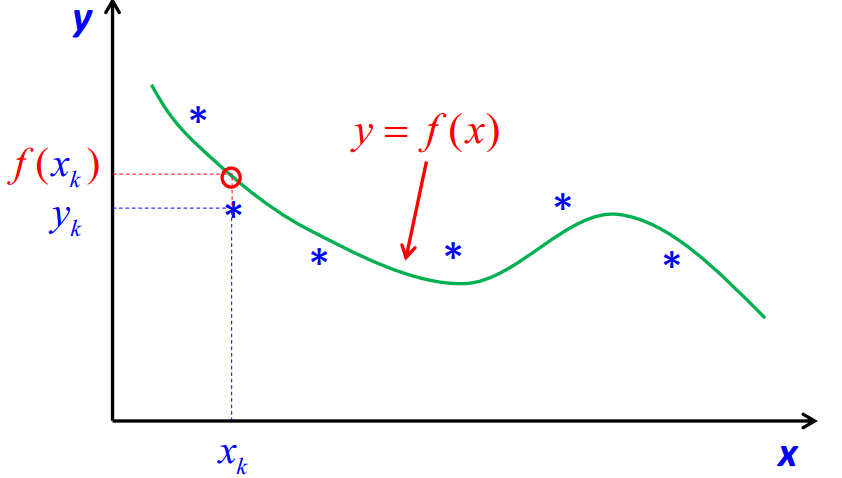 y
y = f(x)
f(x_k)
y_k
x_k
x